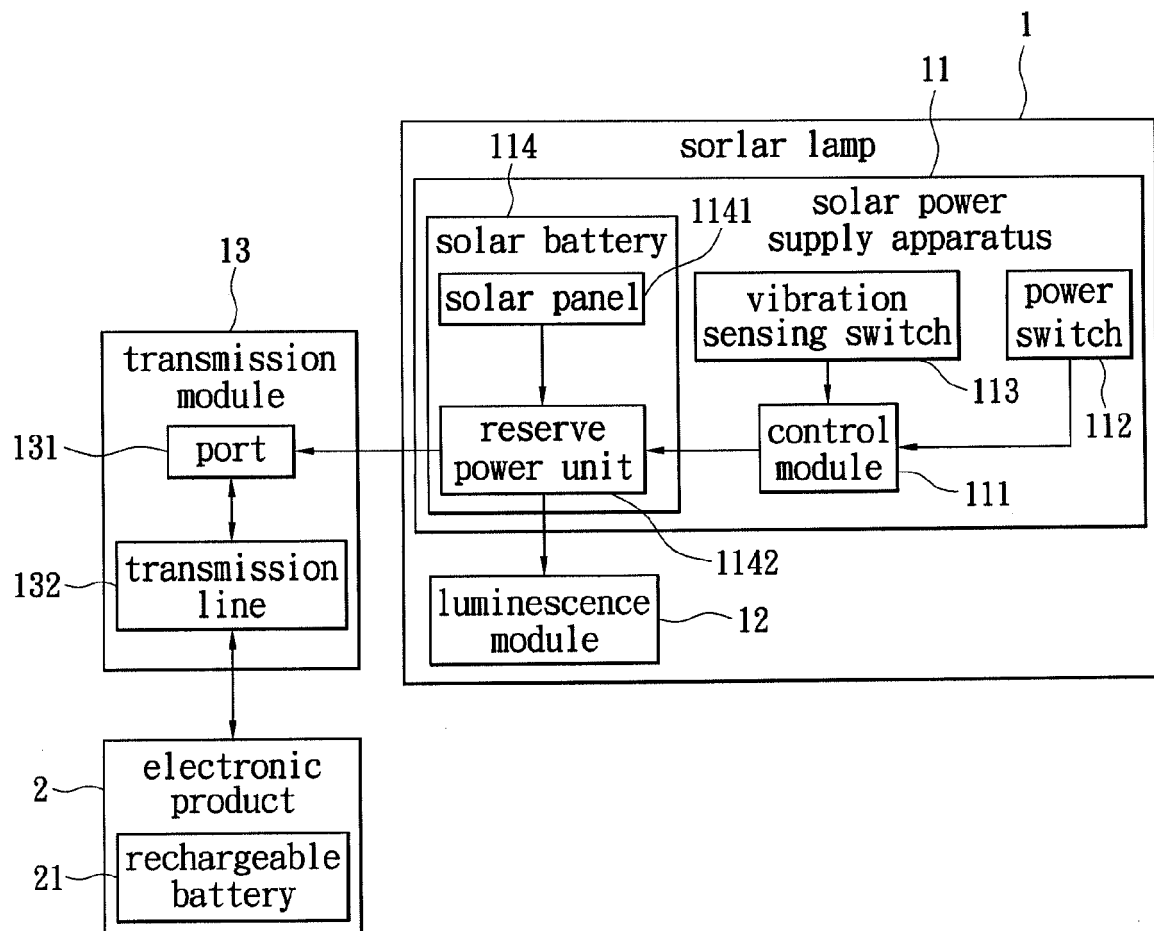 1
11
sorlar lamp
114
solar power
supply apparatus
1141
solar battery
solar panel
vibration
sensing switch
power
switch
113
112
13
transmission
module
131
port
reserve
power unit
control
module
111
1142
132
transmission
line
luminescence
module
12
2
electronic
product
21
rechargeable
battery